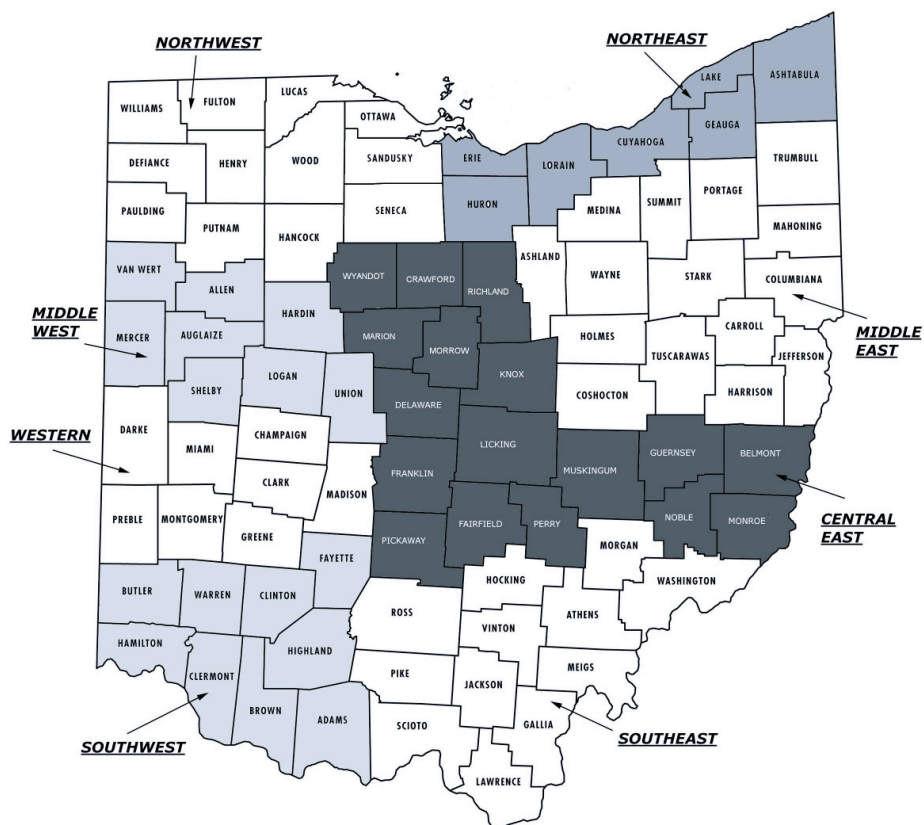 NORTHWEST
NORTHEAST
LAKE
ASHTABULA
LUCAS
WILLIAMS
FULTON
OTTAWA
GEAUGA
CUYAHOGA
ERIE
LORAIN
DEFIANCE
HENRY
WOOD
SANDUSKY
TRUMBULL
PORTAGE
SUMMIT
MEDINA
HURON
PAULDING
SENECA
PUTNAM
HANCOCK
MAHONING
ASHLAND
VAN WERT
WYANDOT
CRAWFORD
RICHLAND
WAYNE
STARK
COLUMBIANA
ALLEN
MIDDLE
WEST
HARDIN
MERCER
AUGLAIZE
MARION
MORROW
HOLMES
CARROLL
MIDDLE
EAST
TUSCARAWAS
JEFFERSON
LOGAN
KNOX
SHELBY
UNION
DELAWARE
COSHOCTON
HARRISON
DARKE
CHAMPAIGN
WESTERN
MIAMI
LICKING
GUERNSEY
BELMONT
FRANKLIN
MUSKINGUM
CLARK
MADISON
PREBLE
MONTGOMERY
GREENE
PICKAWAY
FAIRFIELD
PERRY
NOBLE
MONROE
CENTRAL
EAST
MORGAN
FAYETTE
HOCKING
WASHINGTON
BUTLER
WARREN
CLINTON
ROSS
ATHENS
VINTON
HAMILTON
HIGHLAND
CLERMONT
PIKE
JACKSON
MEIGS
BROWN
ADAMS
SCIOTO
GALLIA
SOUTHWEST
SOUTHEAST
LAWRENCE